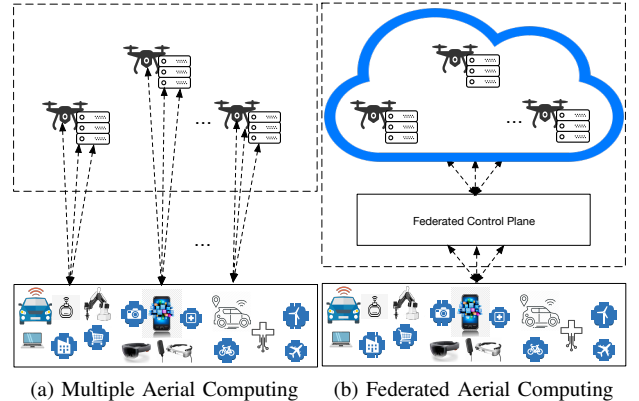 ...
...
...
Federated Control Plane
(a) Multiple Aerial Computing
(b) Federated Aerial Computing